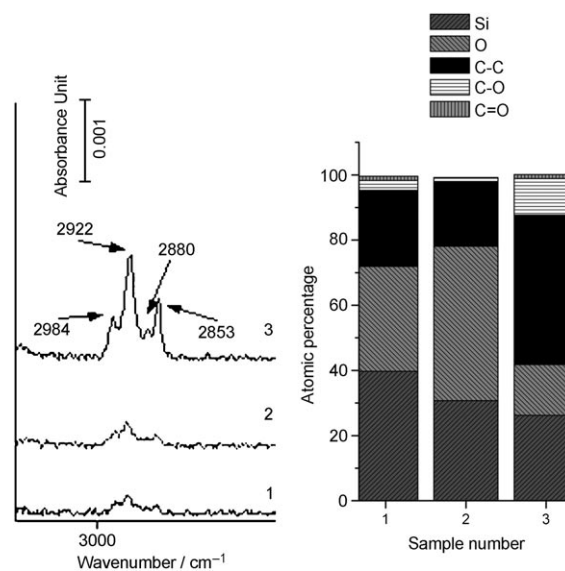 Absorbance Unit
0.001
2922
2880
2984
2853
3
2
1
3000
Wavenumber / cm⁻¹
Si
O
C-C
C-O
C=O
Atomic percentage
100
80
60
40
20
0
1 2 3
Sample number